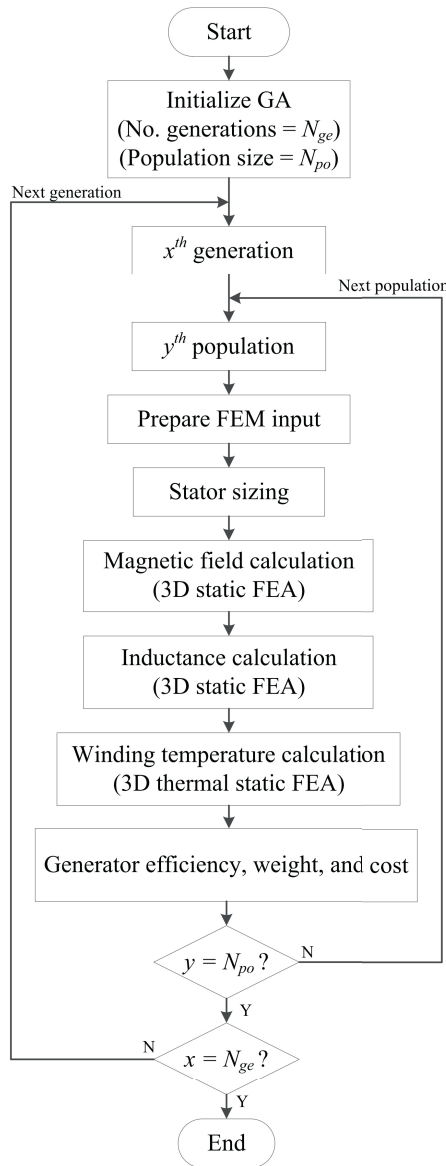 Start
Initialize GA
(No. generations = Nge)
(Population size = Npo)
Next generation
xth generation
Next population
yth population
Prepare FEM input
Stator sizing
Magnetic field calculation
(3D static FEA)
Inductance calculation
(3D static FEA)
Winding temperature calculation
(3D thermal static FEA)
Generator efficiency, weight, and cost
y = Npo?
N
Y
N
x = Nge?
Y
End